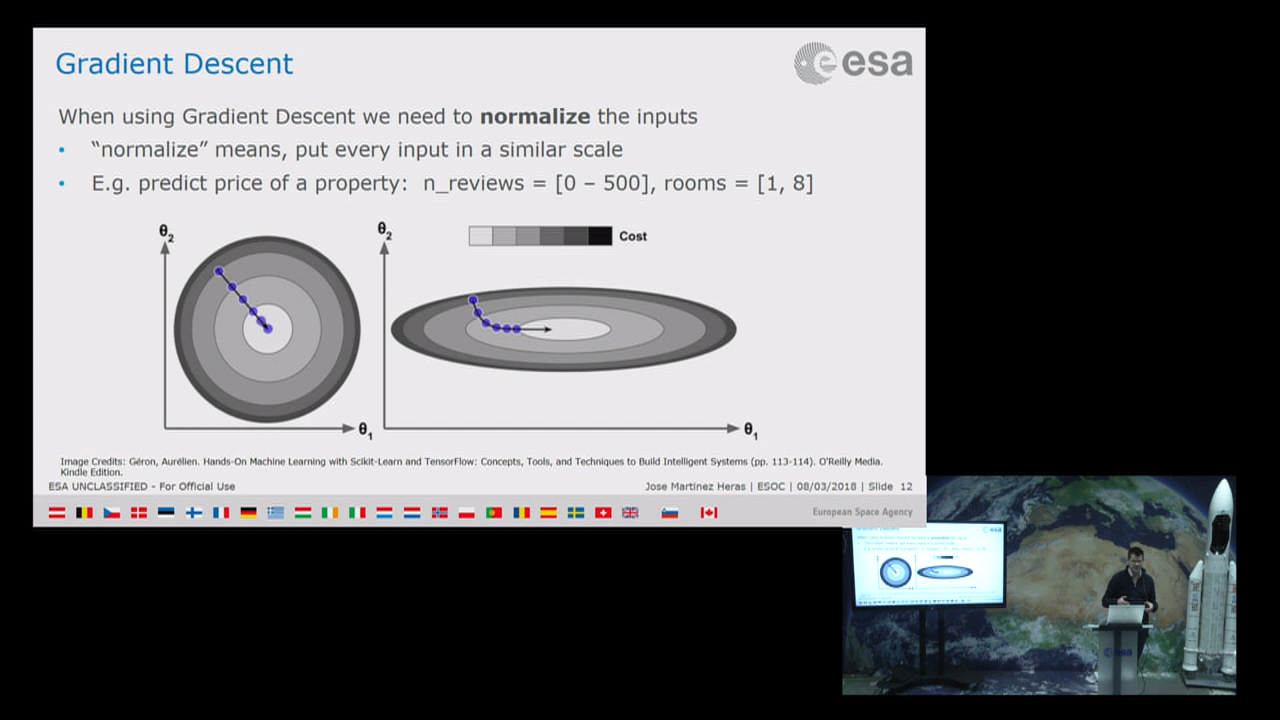 Gradient Descent
esa
When using Gradient Descent we need to normalize the inputs
• "normalize" means, put every input in a similar scale
• E.g. predict price of a property: n_reviews = [0 – 500], rooms = [1, 8]
θ2
θ2
Cost
θ1
θ1
Image Credits: Géron, Aurélien. Hands-On Machine Learning with Scikit-Learn and TensorFlow: Concepts, Tools, and Techniques to Build Intelligent Systems (pp. 113-114). O'Reilly Media.
Kindle Edition.
ESA UNCLASSIFIED - For Official Use
Jose Martinez Heras | ESOC | 08/03/2018 | Slide 12
European Space Agency
esa